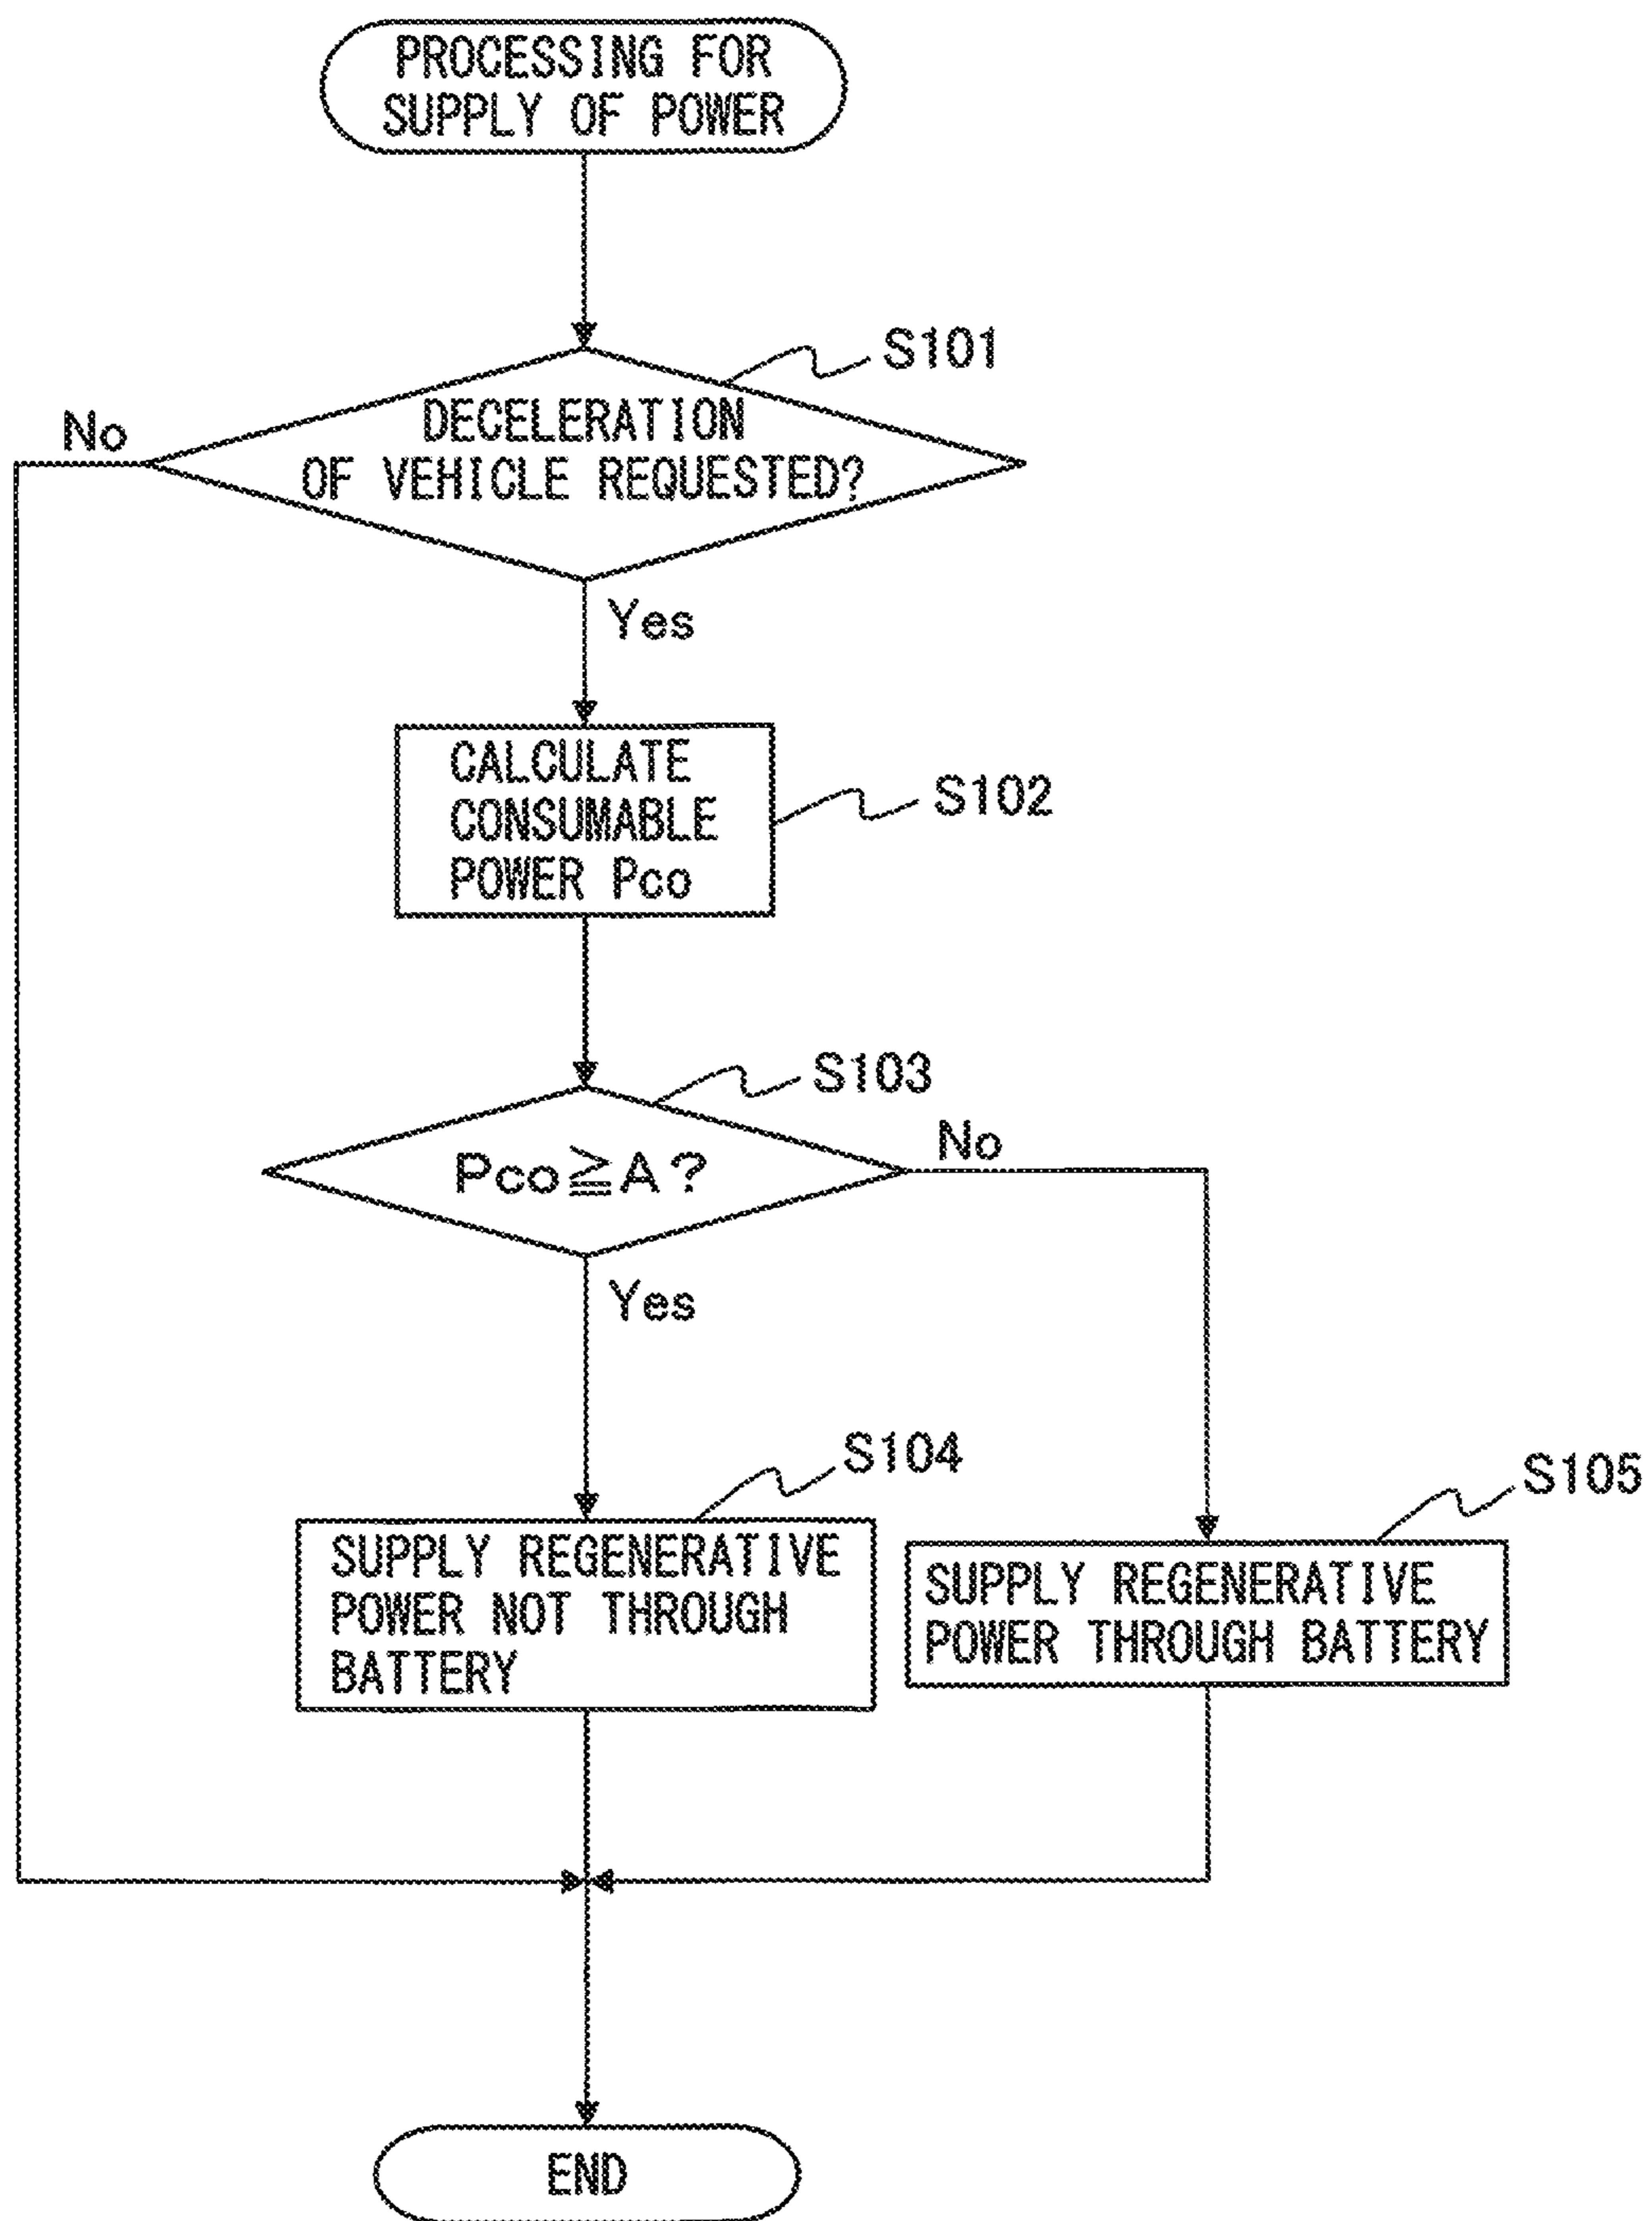 PROCESSING FOR
SUPPLY OF POWER
S101
No
DECELERATION
OF VEHICLE REQUESTED?
Yes
CALCULATE
CONSUMABLE
POWER Pco
S102
S103
No
Pco≧A?
Yes
S104
S105
SUPPLY REGENERATIVE
POWER NOT THROUGH
BATTERY
SUPPLY REGENERATIVE
POWER THROUGH BATTERY
END